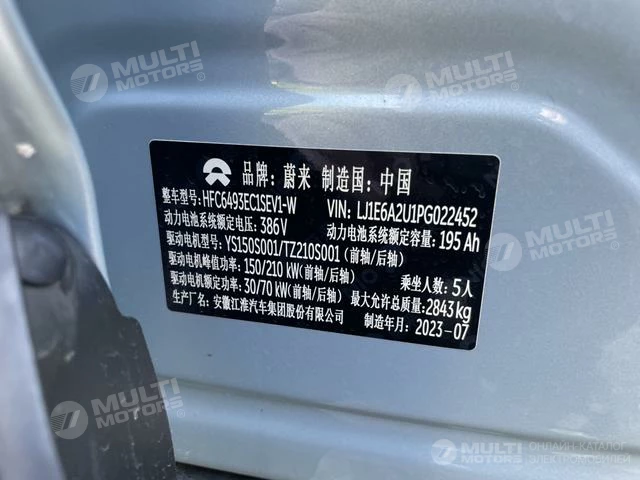 MULTI
MOTORS
MULTI
MOTORS
品牌：蔚来 制造国：中国
整车型号：HFC6493EC1SEV1-W VIN：LJ1E6A2U1PG022452
动力电池系统额定电压：386V 动力电池系统额定容量：195Ah
驱动电机型号：YS150S001/TZ210S001(前轴/后轴)
驱动电机峰值功率：150/210 kW(前轴/后轴) 乘坐人数：5人
驱动电机额定功率：30/70 kW(前轴/后轴) 最大允许总质量：2843kg
生产厂名：安徽江淮汽车集团股份有限公司 制造年月：2023-07
MULTI
MOTORS
MULTI
MOTORS
ОНЛАЙН-КАТАЛОГ
ЭЛЕКТРОМОБИЛЕЙ